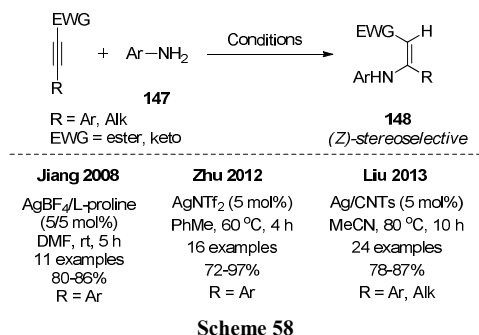 EWG
R
+
Ar−NH2
147
Conditions
EWG
H
ArHN
R
148
(Z)-stereoselective
R = Ar, Alk
EWG = ester, keto
Jiang 2008
AgBF4/L-proline
(5/5 mol%)
DMF, rt, 5 h
11 examples
80-86%
R = Ar
Zhu 2012
AgNTf2 (5 mol%)
PhMe, 60 °C, 4 h
16 examples
72-97%
R = Ar
Liu 2013
Ag/CNTs (5 mol%)
MeCN, 80 °C, 10 h
24 examples
78-87%
R = Ar, Alk
Scheme 58